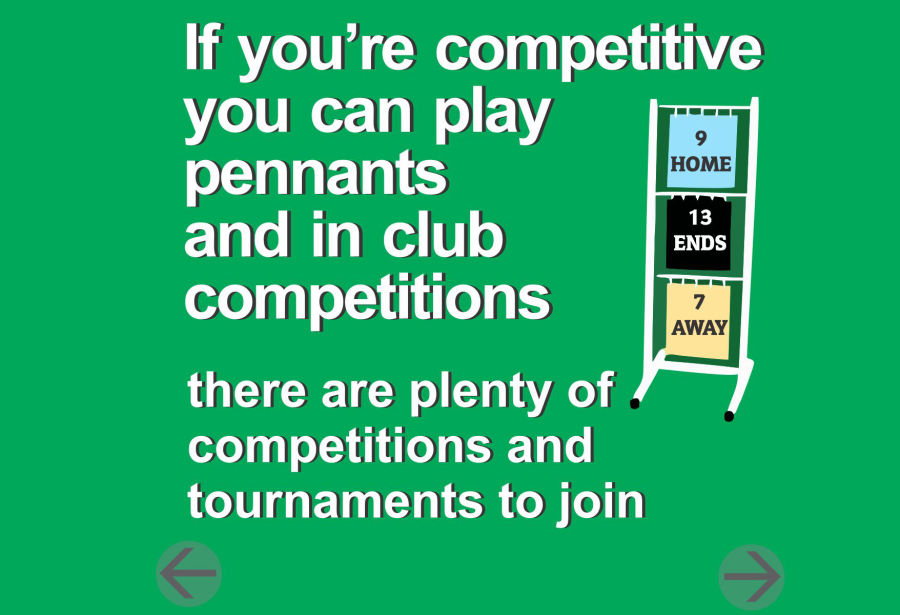 If you're competitive
you can play
pennants
and in club
competitions
9
HOME
13
ENDS
7
AWAY
there are plenty of
competitions and
tournaments to join